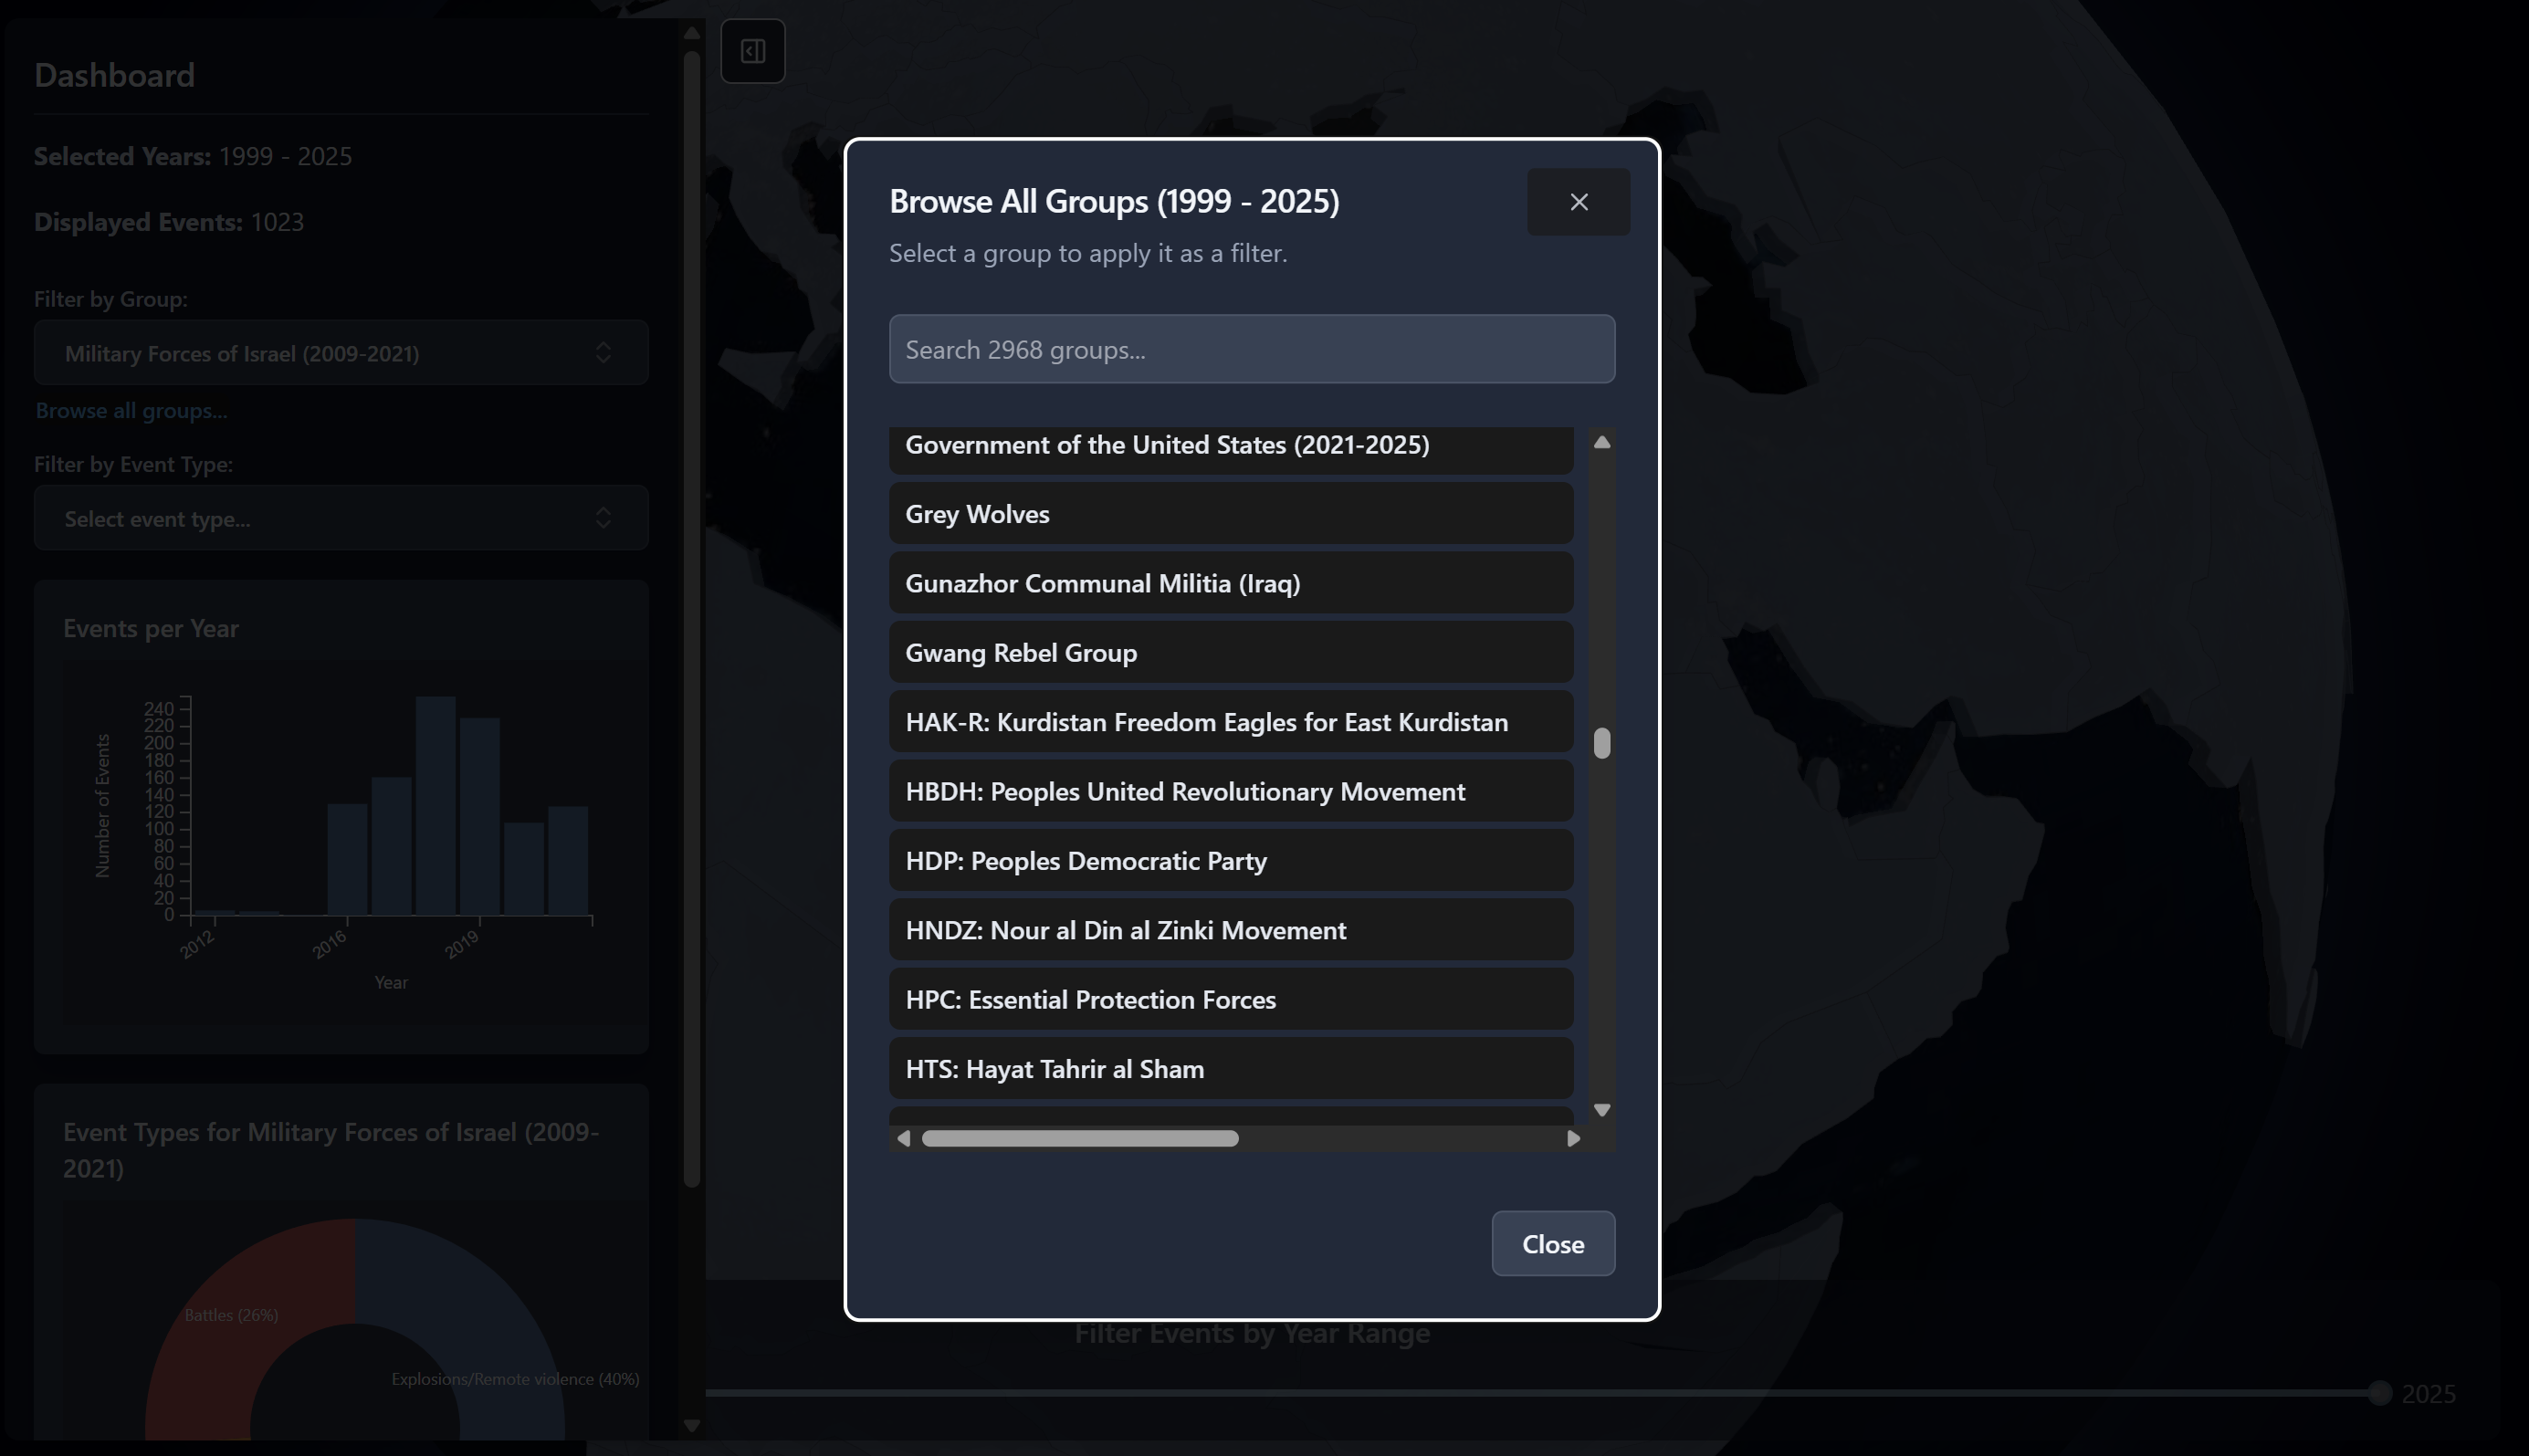 Dashboard
Selected Years: 1999 - 2025
Displayed Events: 1023
Filter by Group:
Military Forces of Israel (2009-2021)
Browse all groups...
Filter by Event Type:
Select event type...
Events per Year
240
220
200
180
160
140
120
100
80
60
40
20
0
Number of Events
2012
2016
2019
Year
Event Types for Military Forces of Israel (2009-
2021)
Battles (26%)
Explosions/Remote violence (40%)
Browse All Groups (1999 - 2025)
Select a group to apply it as a filter.
Search 2968 groups...
Government of the United States (2021-2025)
Grey Wolves
Gunazhor Communal Militia (Iraq)
Gwang Rebel Group
HAK-R: Kurdistan Freedom Eagles for East Kurdistan
HBDH: Peoples United Revolutionary Movement
HDP: Peoples Democratic Party
HNDZ: Nour al Din al Zinki Movement
HPC: Essential Protection Forces
HTS: Hayat Tahrir al Sham
Close
Filter Events by Year Range
2025